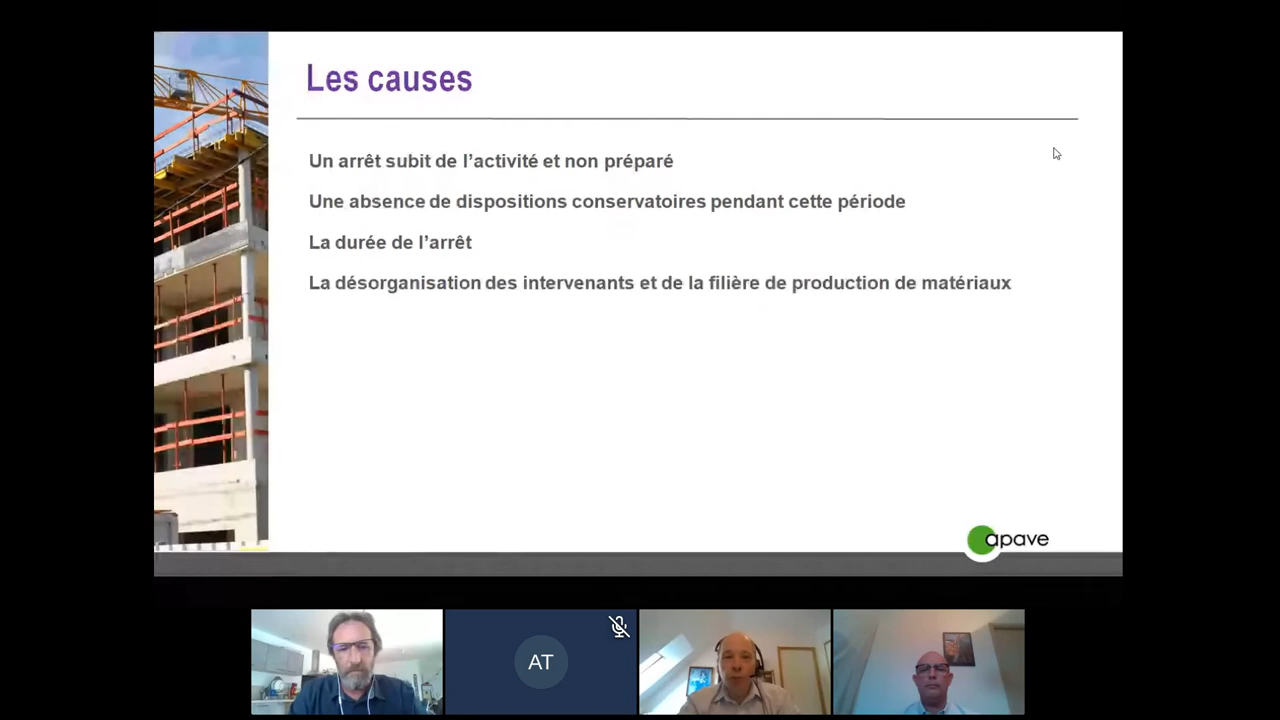 Les causes
Un arrêt subit de l’activité et non préparé
Une absence de dispositions conservatoires pendant cette période
La durée de l’arrêt
La désorganisation des intervenants et de la filière de production de matériaux
apave
AT